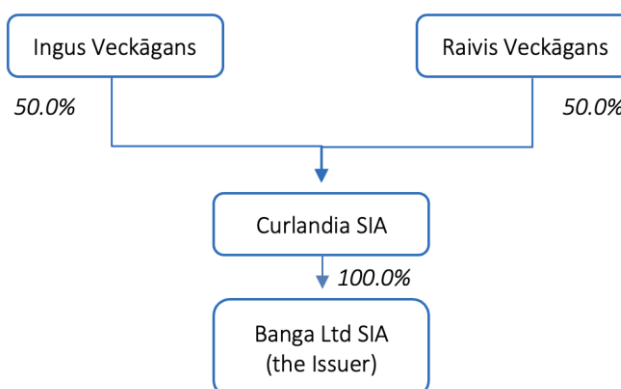 Ingus Veckāgans
Raivis Veckāgans
50.0%
50.0%
Curlandia SIA
100.0%
Banga Ltd SIA
(the Issuer)